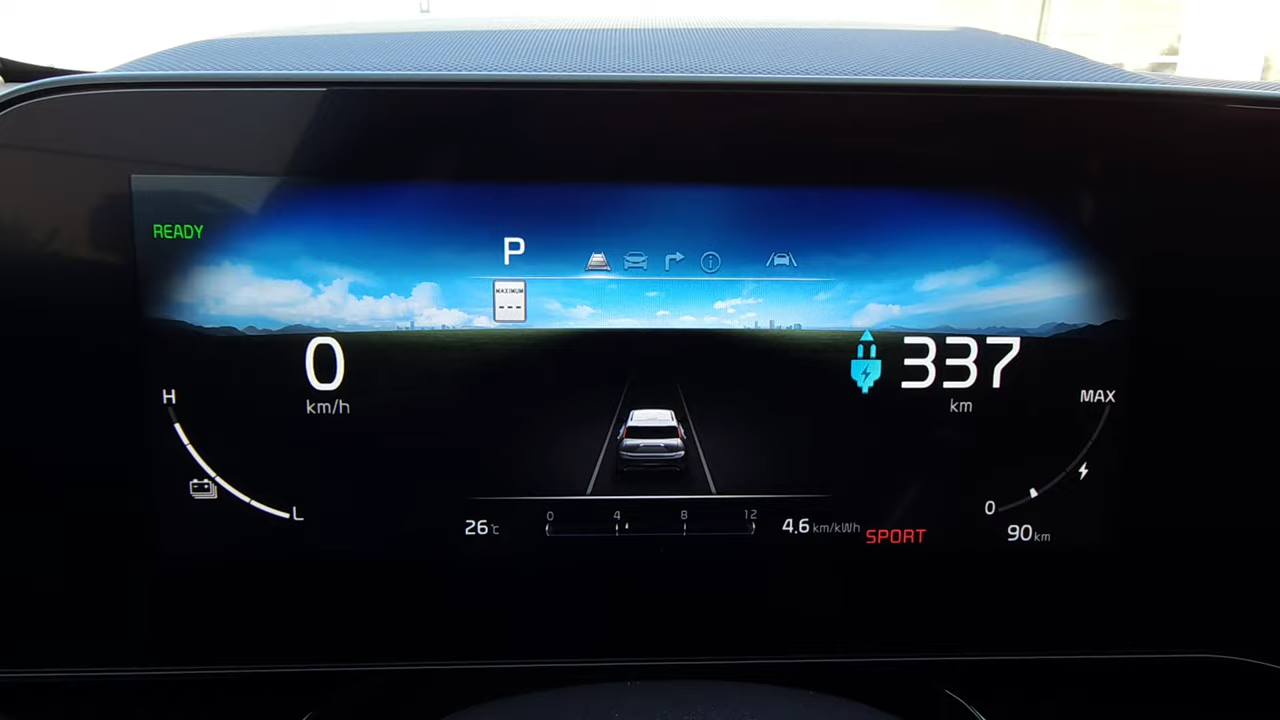 READY
P
MAXIMUM
---
0
km/h
337
km
H
L
MAX
0
26°C
0 4 8 12
4.6 km/kWh
SPORT
90km